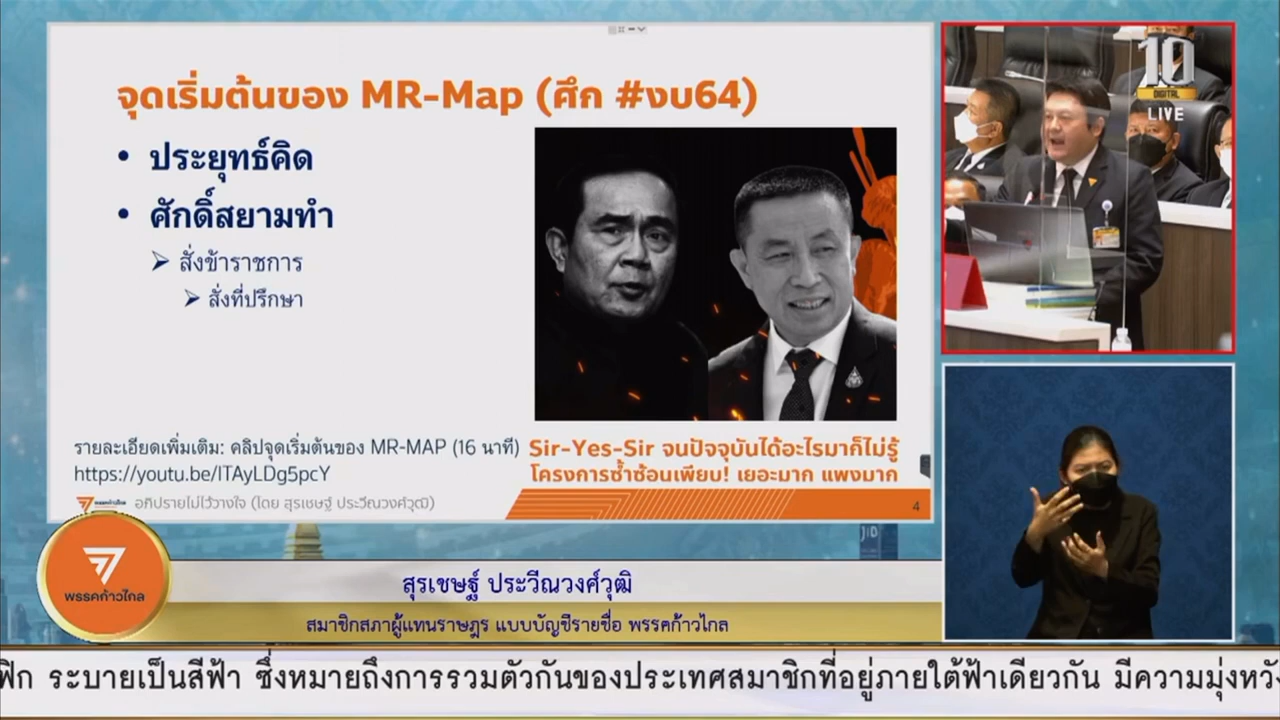 จุดเริ่มต้นของ MR-Map (ศึก #งบ64)
• ประยุทธ์คิด
• ศักดิ์สยามทำ
➢ สั่งข้าราชการ
➢ สั่งที่ปรึกษา
รายละเอียดเพิ่มเติม: คลิปจุดเริ่มต้นของ MR-MAP (16 นาที)
https://youtu.be/lTAyLDg5pcY
Sir-Yes-Sir จนปัจจุบันได้อะไรมาก็ไม่รู้
โครงการซ้ำซ้อนเพียบ! เยอะมาก แพงมาก
พรรคก้าวไกล อภิปรายไม่ไว้วางใจ (โดย สุรเชษฐ์ ประวีณวงศ์วุฒิ)
4
10
DIGITAL
LIVE
JiD
พรรคก้าวไกล
สุรเชษฐ์ ประวีณวงศ์วุฒิ
สมาชิกสภาผู้แทนราษฎร แบบบัญชีรายชื่อ พรรคก้าวไกล
ฟิก ระบายเป็นสีฟ้า ซึ่งหมายถึงการรวมตัวกันของประเทศสมาชิกที่อยู่ภายใต้ฟ้าเดียวกัน มีความมุ่งหวัง